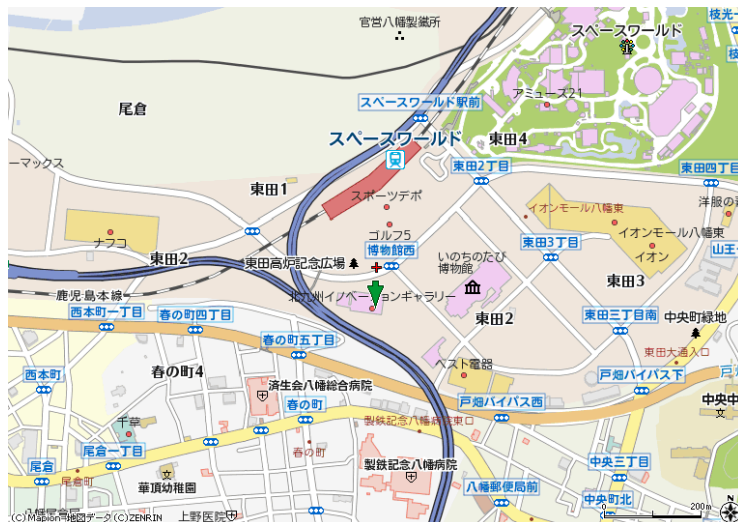 官営八幡製鐵所
スペースワールド
枝光一
枝
アミューズ21
スペースワールド駅前
尾倉
スペースワールド
東田4
東田2丁目
東田四丁目
ーマックス
東田1
スポーツデポ
洋服の
イオンモール八幡東
ナフコ
ゴルフ5
イオンモール八幡東
博物館西
東田3丁目
山王
イオン
東田2
東田高炉記念広場
いのちのたび
博物館
東田3
鹿児島本線
北九州イノベーションギャラリー
西本町一丁目
春の町四丁目
東田2
東田三丁目南
中央町緑地
春の町五丁目
東田大通入口
春の町4
ベスト電器
西本町
済生会八幡総合病院
戸畑バイパス下
戸畑
戸畑バイパス西
中央中
春の町
千草
製鉄記念八幡病院東口
尾倉一丁目
春の町
尾倉
製鉄記念八幡病院
中央三丁目
尾倉町
華頂幼稚園
八幡郵便局前
中央町北
上野医院
200m
N
0
(C)Mapion 地図データ(C)ZENRIN